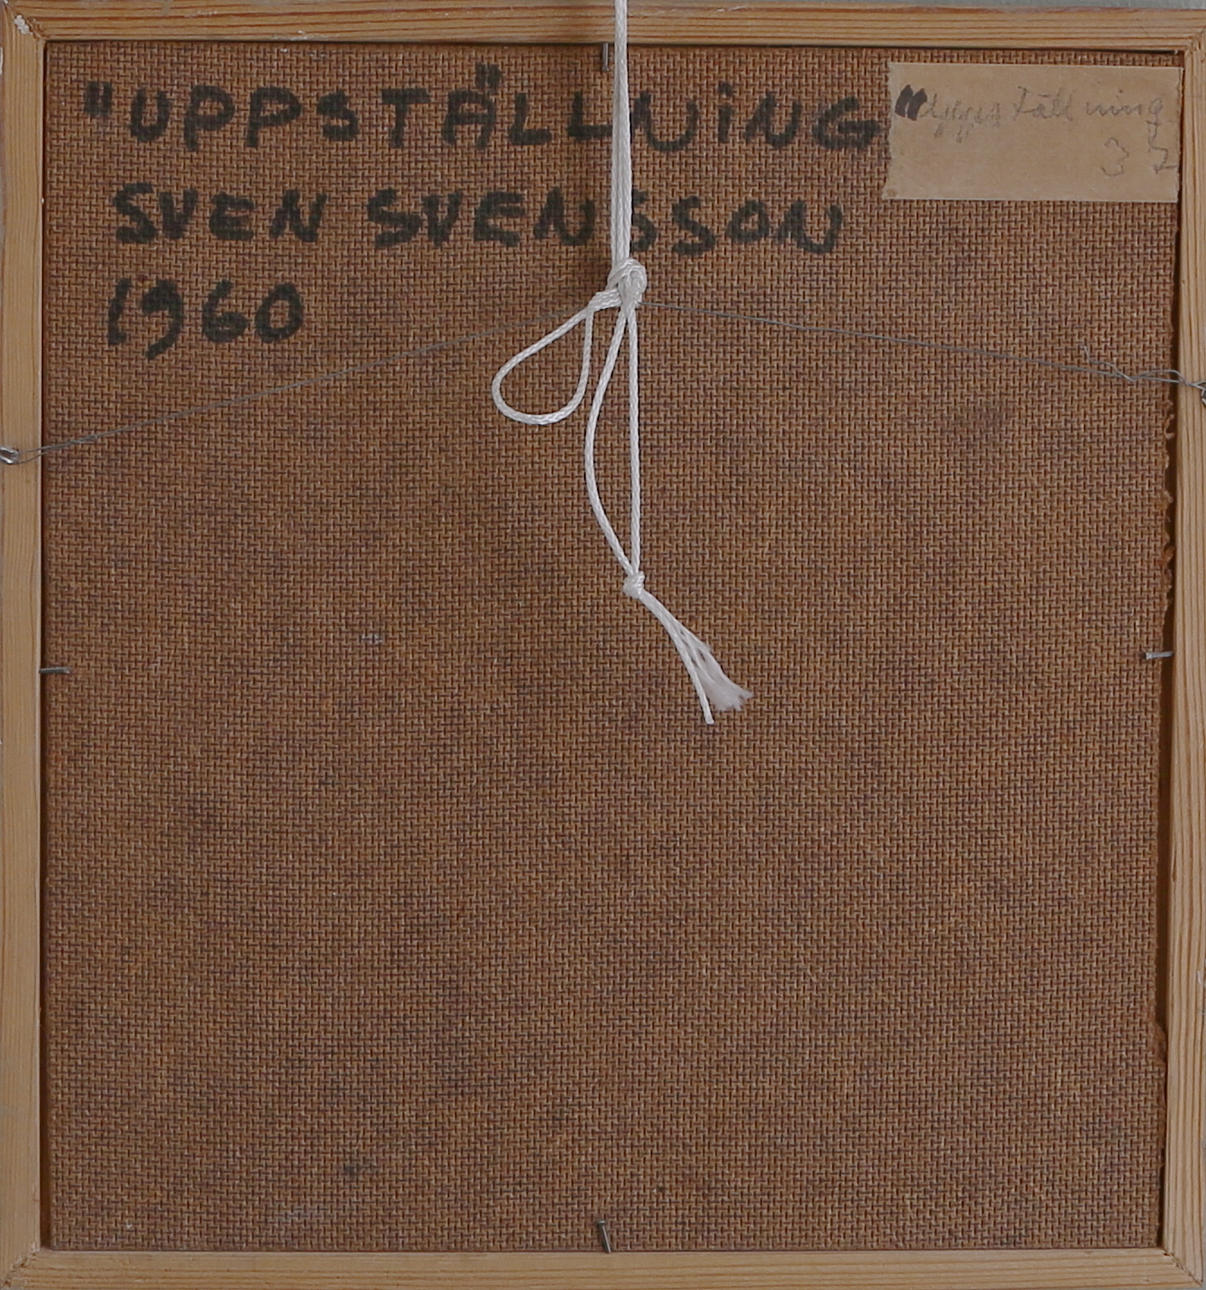 "UPPSTÄLLNiNG"
SVEN SVENSSON
1960
Uppställning
37